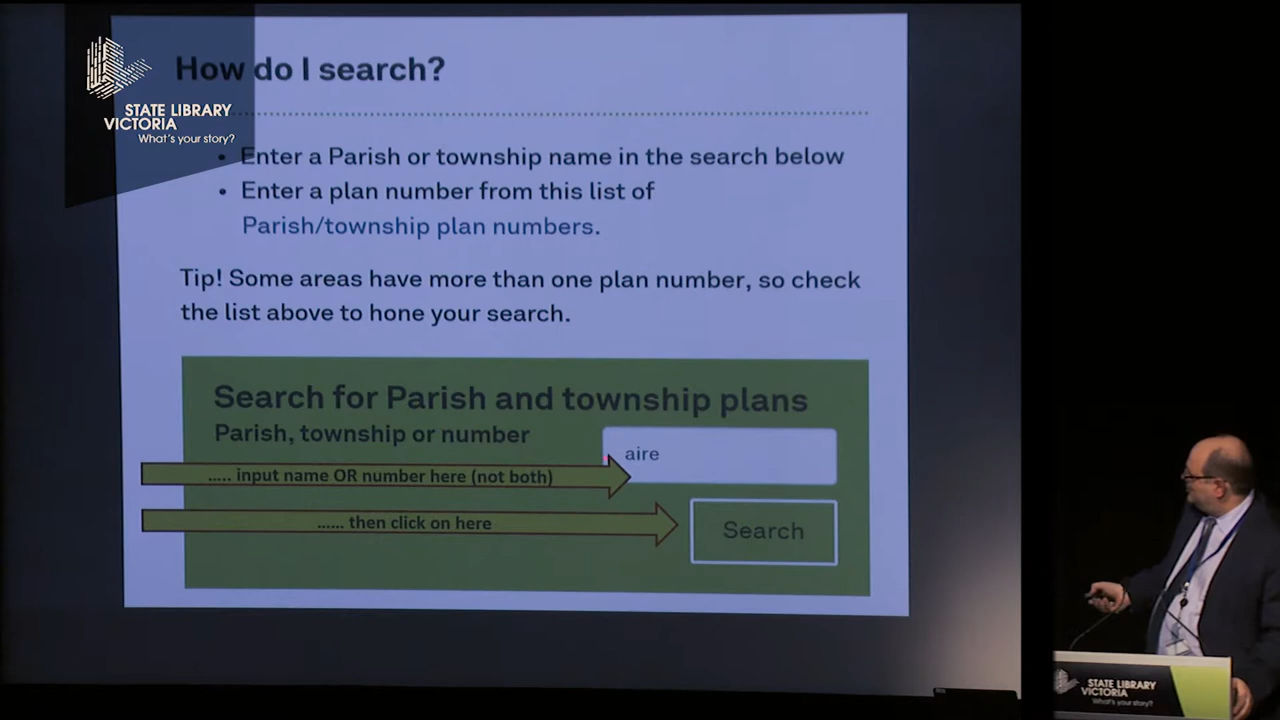 How do I search?
STATE LIBRARY
VICTORIA
What's your story?
• Enter a Parish or township name in the search below
• Enter a plan number from this list of
Parish/township plan numbers.
Tip! Some areas have more than one plan number, so check
the list above to hone your search.
Search for Parish and township plans
Parish, township or number
aire
..... input name OR number here (not both)
...... then click on here
Search
STATE LIBRARY
VICTORIA
What's your story?